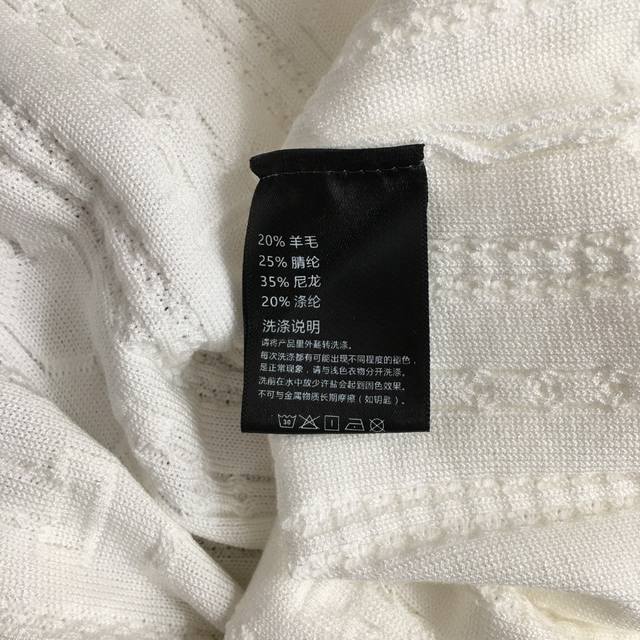 20% 羊毛
25% 腈纶
35% 尼龙
20% 涤纶
洗涤说明
请将产品里外翻转洗涤.
每次洗涤都有可能出现不同程度的褪色,
是正常现象，请与浅色衣物分开洗涤.
洗前在水中放少许盐会起到固色效果.
不可与金属物质长期摩擦（如钥匙）.
30